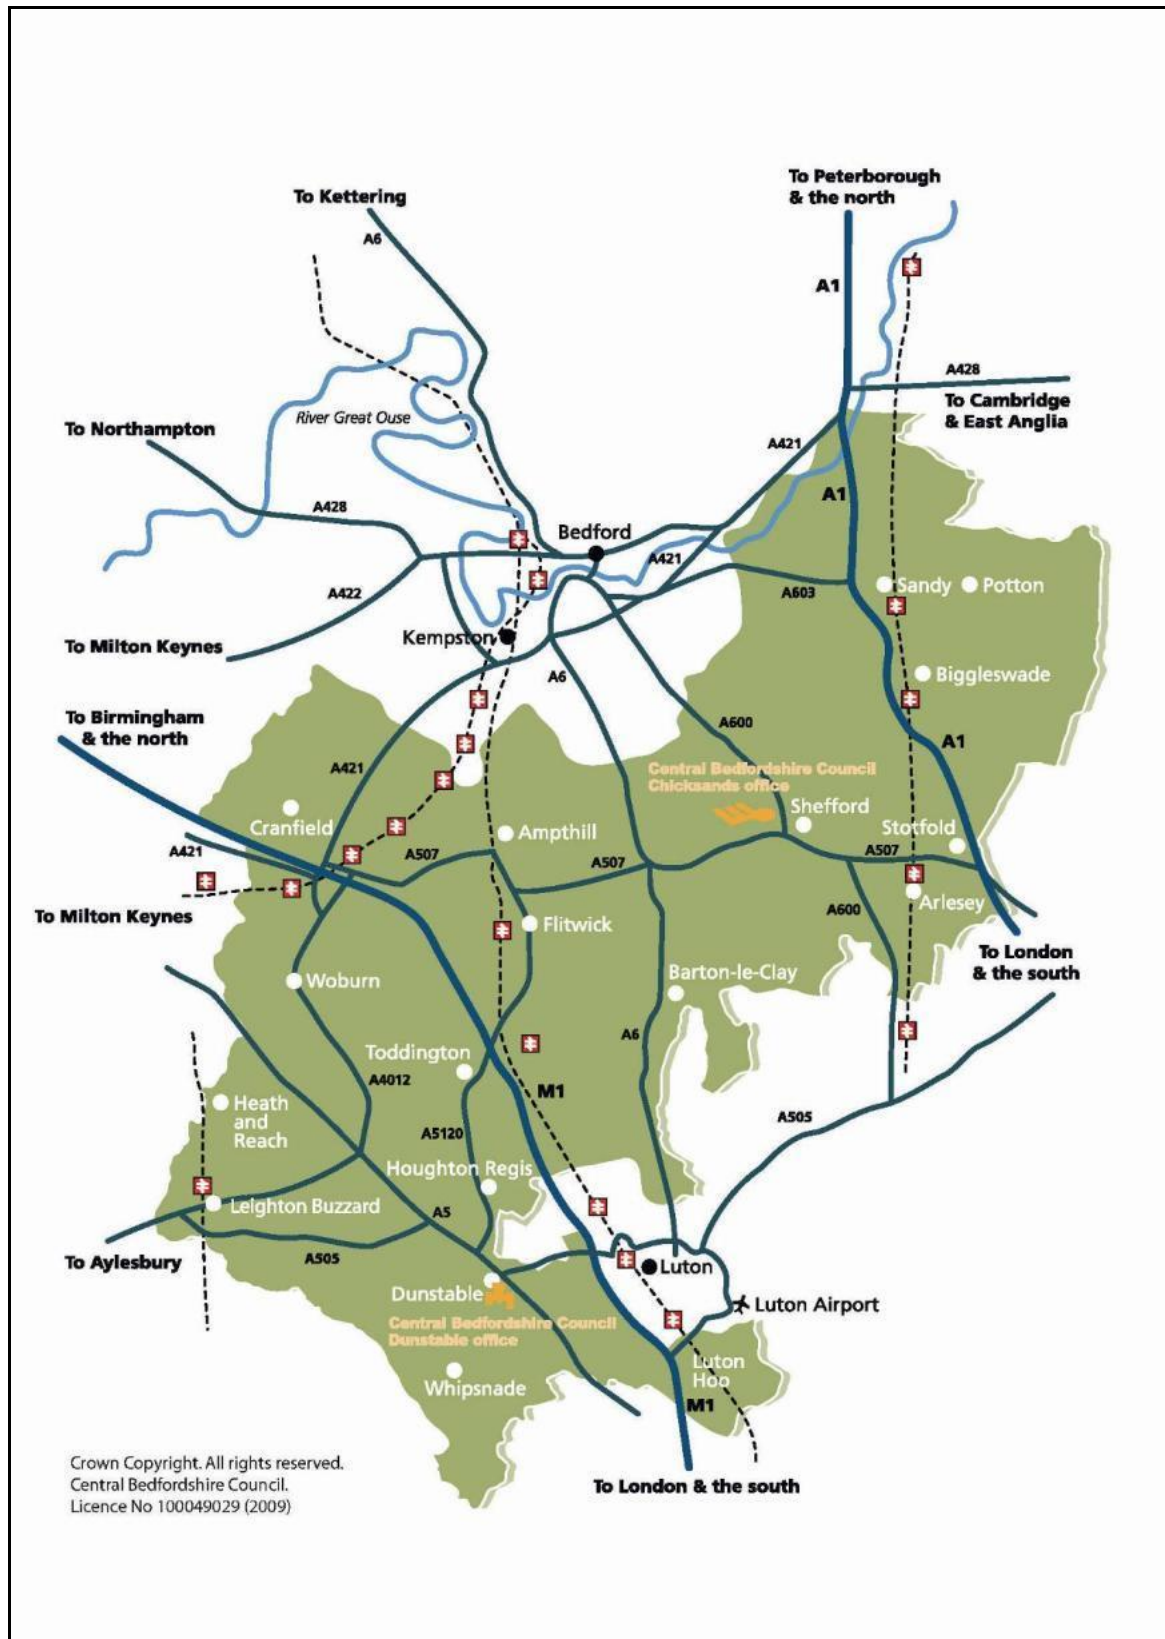 To Peterborough
& the north
To Kettering
A6
A1
A428
To Cambridge
& East Anglia
River Great Ouse
To Northampton
A421
A1
A428
Bedford
A421
A422
A603
Sandy
Potton
Kempston
To Milton Keynes
A6
Biggleswade
To Birmingham
& the north
A600
A1
A421
Central Bedfordshire Council
Chicksands office
Shefford
Cranfield
Ampthill
Stotfold
A421
A507
A507
A507
To Milton Keynes
Arlesey
A600
Flitwick
To London
& the south
Woburn
Barton-le-Clay
A6
Toddington
A4012
M1
Heath
and
Reach
A505
A5120
Houghton Regis
Leighton Buzzard
A5
To Aylesbury
A505
Luton
Dunstable
Luton Airport
Central Bedfordshire Council
Dunstable office
Luton
Hoo
Whipsnade
M1
Crown Copyright. All rights reserved.
Central Bedfordshire Council.
Licence No 100049029 (2009)
To London & the south